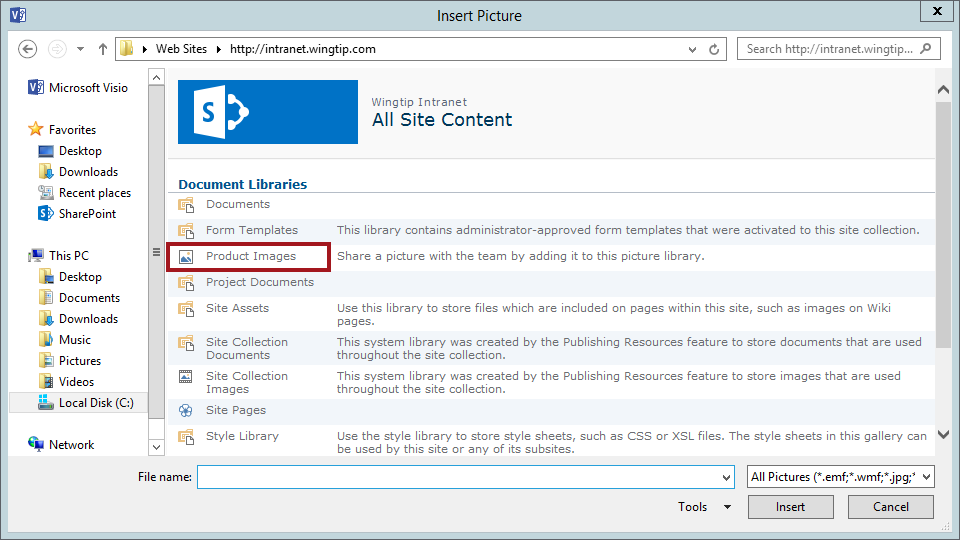 Insert Picture
Web Sites http://intranet.wingtip.com
Search http://intranet.wingtip...
Microsoft Visio
Favorites
Desktop
Downloads
Recent places
SharePoint
This PC
Desktop
Documents
Downloads
Music
Pictures
Videos
Local Disk (C:)
Network
Wingtip Intranet
All Site Content
Document Libraries
Documents
Form Templates This library contains administrator-approved form templates that were activated to this site collection.
Product Images Share a picture with the team by adding it to this picture library.
Project Documents
Site Assets Use this library to store files which are included on pages within this site, such as images on Wiki
pages.
Site Collection This system library was created by the Publishing Resources feature to store documents that are used
Documents throughout the site collection.
Site Collection This system library was created by the Publishing Resources feature to store images that are used
Images throughout the site collection.
Site Pages
Style Library Use the style library to store style sheets, such as CSS or XSL files. The style sheets in this gallery can
be used by this site or any of its subsites.
File name: All Pictures (*.emf;*.wmf;*.jpg;*
Tools Insert Cancel